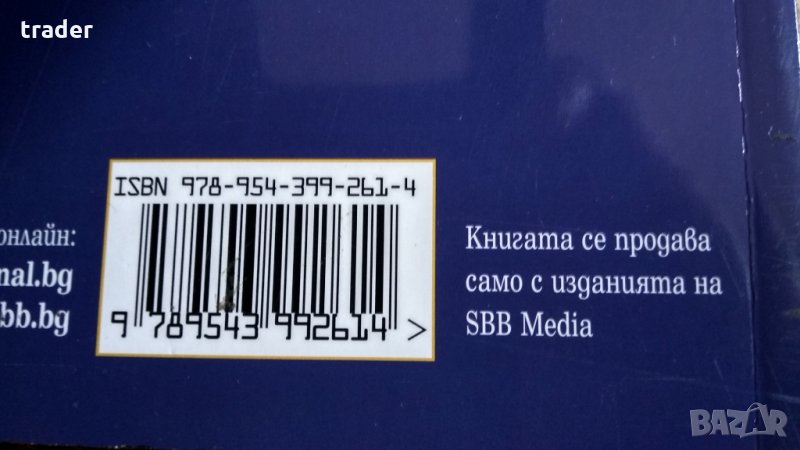 trader
ISBN 978-954-399-261-4
9 789543 992614 >
онлайн:
nal.bg
bb.bg
Книгата се продава
само с изданията на
SBB Media
BAZAR